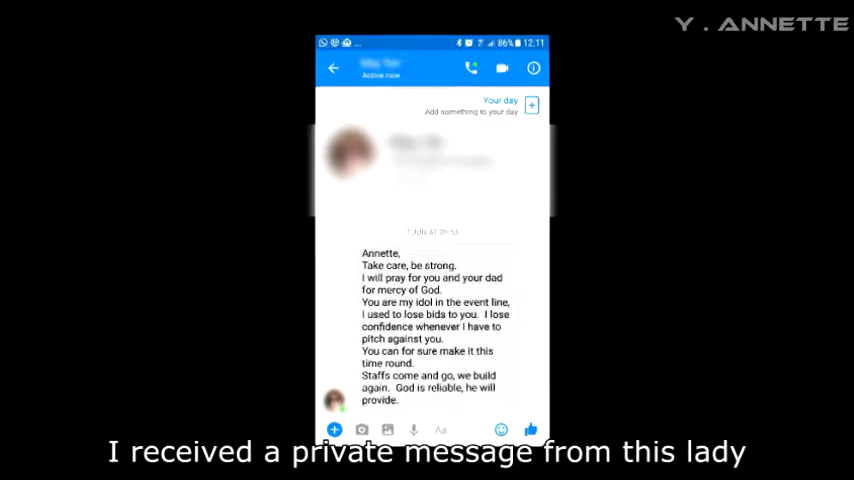 Y . ANNETTE
86% 12:11
Active now
Your day
Add something to your day
7 JUN AT 09:53
Annette,
Take care, be strong.
I will pray for you and your dad
for mercy of God.
You are my idol in the event line,
I used to lose bids to you. I lose
confidence whenever I have to
pitch against you.
You can for sure make it this
time round.
Staffs come and go, we build
again. God is reliable, he will
provide.
Aa
I received a private message from this lady